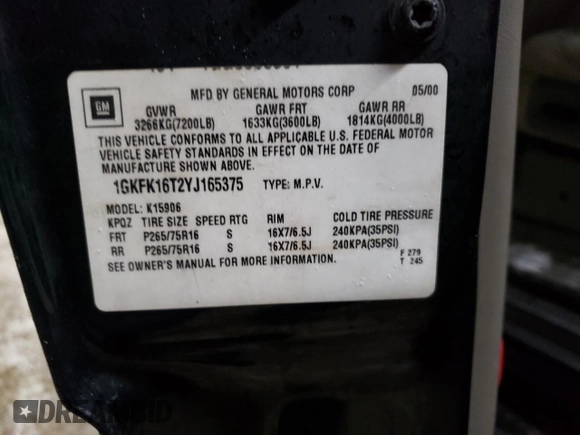 MFD BY GENERAL MOTORS CORP 05/00
GM
GVWR GAWR FRT GAWR RR
3266KG(7200LB) 1633KG(3600LB) 1814KG(4000LB)
THIS VEHICLE CONFORMS TO ALL APPLICABLE U.S. FEDERAL MOTOR
VEHICLE SAFETY STANDARDS IN EFFECT ON THE DATE OF
MANUFACTURE SHOWN ABOVE.
1GKFK16T2YJ165375 TYPE: M.P.V.
MODEL: K15906
KPQZ TIRE SIZE SPEED RTG RIM COLD TIRE PRESSURE
FRT P265/75R16 S 16X7/6.5J 240KPA(35PSI)
RR P265/75R16 S 16X7/6.5J 240KPA(35PSI)
SEE OWNER'S MANUAL FOR MORE INFORMATION.
F 279
T 245
DREAMBID